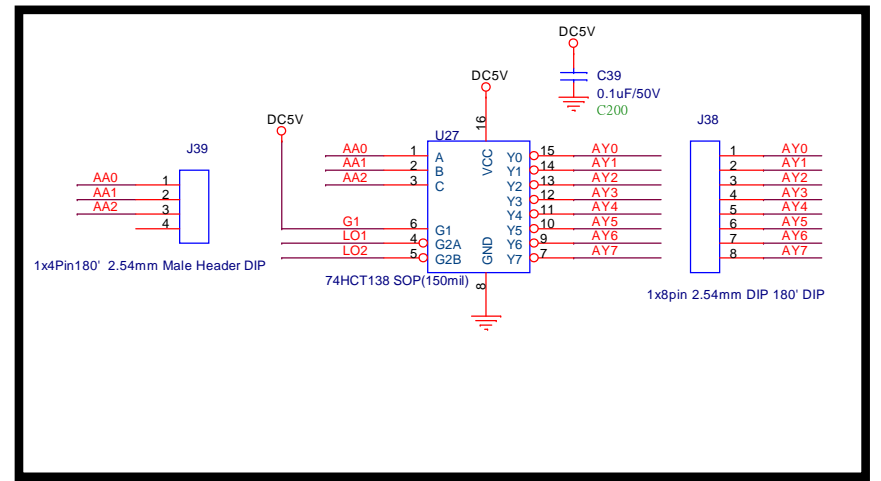 DC5V
C39
0.1uF/50V
C200
DC5V
DC5V
J39
AA0 1
AA1 2
AA2 3
4
1x4Pin180' 2.54mm Male Header DIP
U27
16
VCC
AA0 1 A Y0 15 AY0
AA1 2 B Y1 14 AY1
AA2 3 C Y2 13 AY2
Y3 12 AY3
Y4 11 AY4
G1 6 G1 Y5 10 AY5
LO1 4 G2A Y6 9 AY6
LO2 5 G2B Y7 7 AY7
GND
8
74HCT138 SOP(150mil)
J38
1 AY0
2 AY1
3 AY2
4 AY3
5 AY4
6 AY5
7 AY6
8 AY7
1x8pin 2.54mm DIP 180' DIP